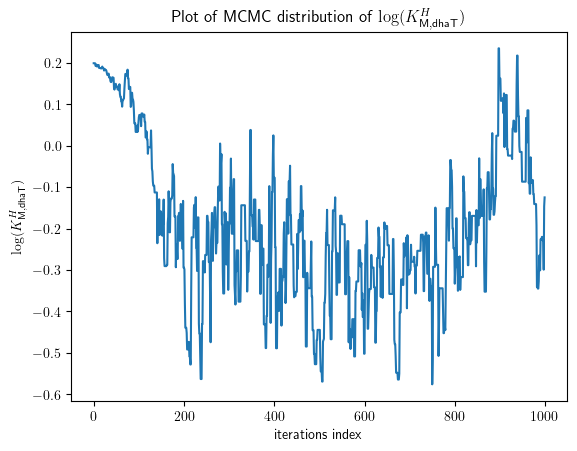 Plot of MCMC distribution of log(K^H_{M,dhaT})
log(K^H_{M,dhaT})
0.2
0.1
0.0
−0.1
−0.2
−0.3
−0.4
−0.5
−0.6
0 200 400 600 800 1000
iterations index